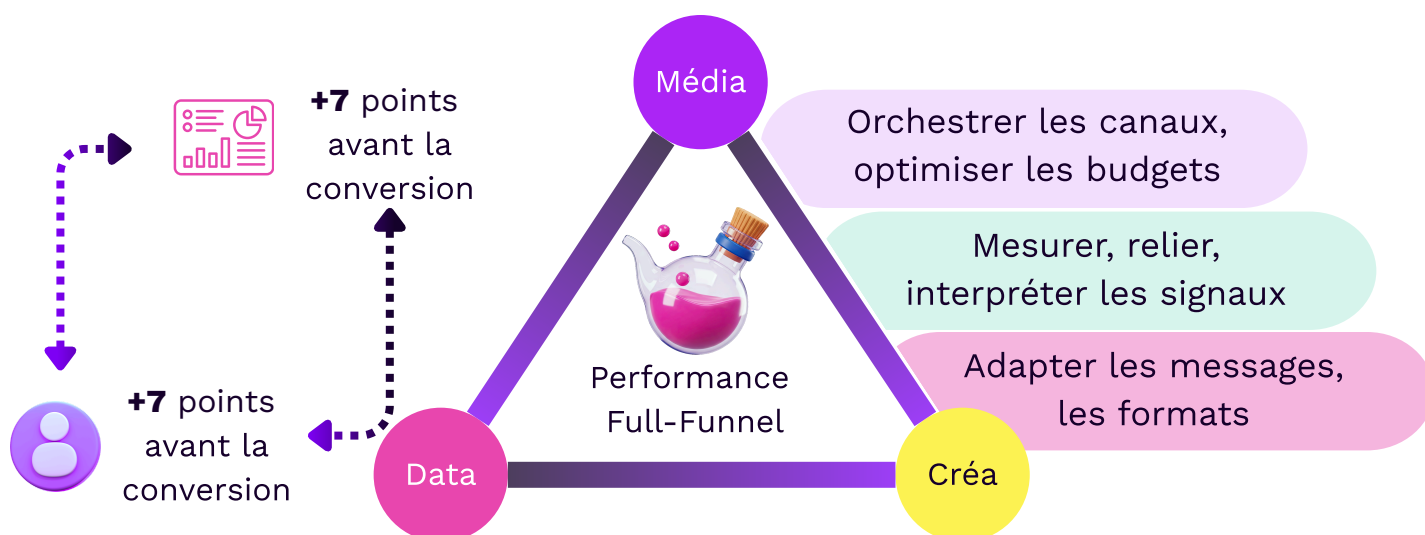 +7 points
avant la
conversion
+7 points
avant la
conversion
Média
Data
Créa
Performance
Full-Funnel
Orchestrer les canaux,
optimiser les budgets
Mesurer, relier,
interpréter les signaux
Adapter les messages,
les formats